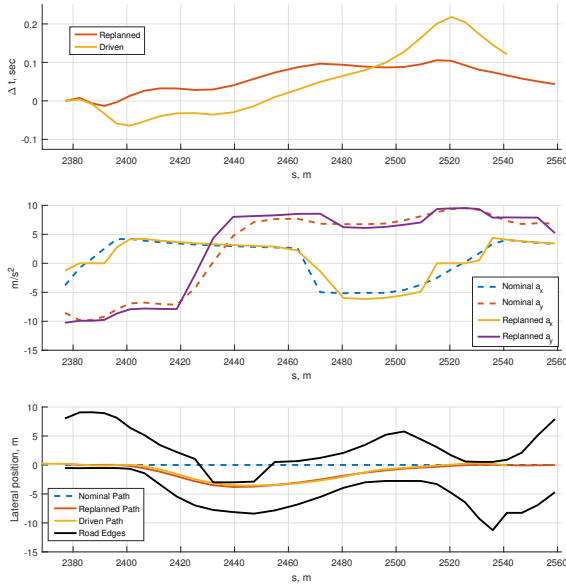 0.2
0.1
0
-0.1
Δ t, sec
Replanned
Driven
2380 2400 2420 2440 2460 2480 2500 2520 2540 2560
s, m
10
5
0
-5
-10
-15
m/s²
Nominal aₓ
Nominal a_y
Replanned aₓ
Replanned a_y
2380 2400 2420 2440 2460 2480 2500 2520 2540 2560
s, m
10
5
0
-5
-10
-15
Lateral position, m
Nominal Path
Replanned Path
Driven Path
Road Edges
2380 2400 2420 2440 2460 2480 2500 2520 2540 2560
s, m